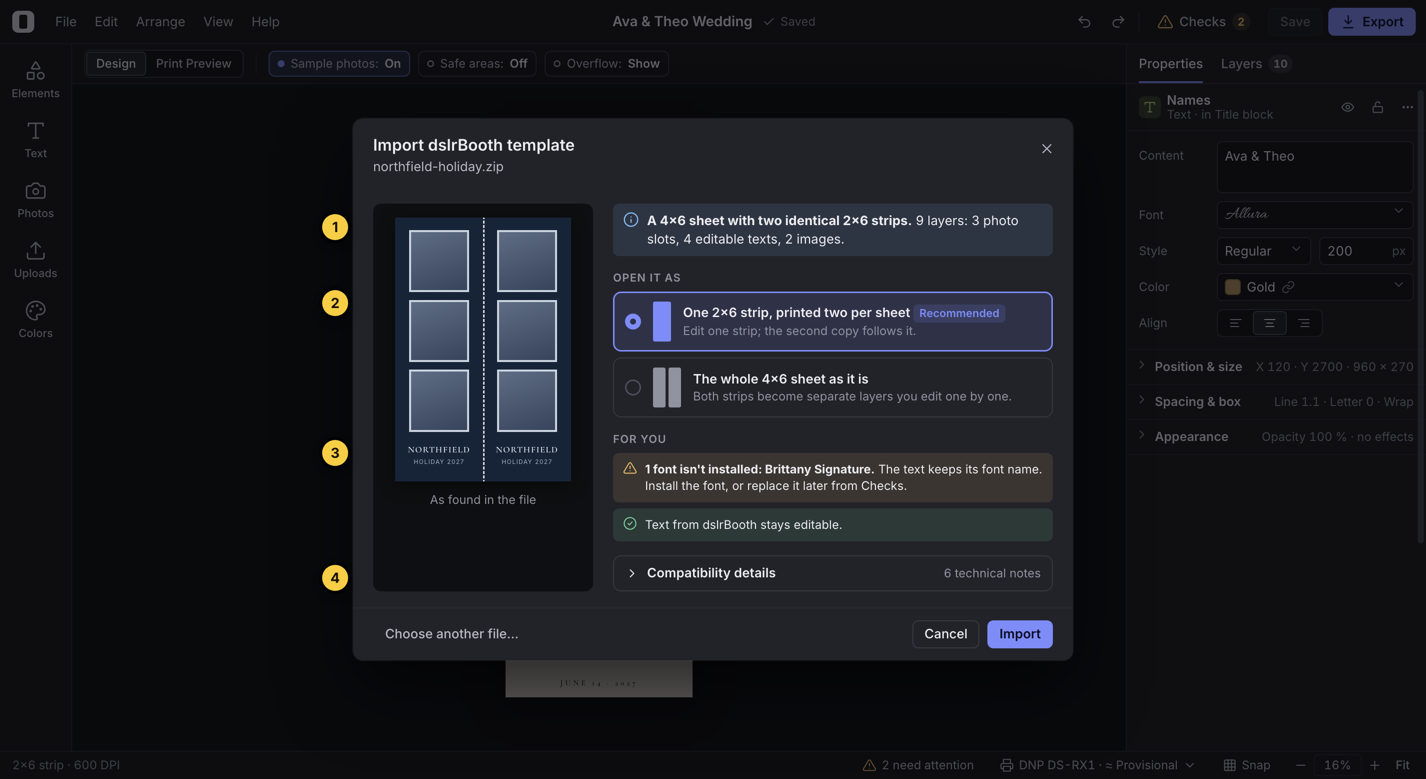 File Edit Arrange View Help
Ava & Theo Wedding Saved
Checks 2 Save Export
Design Print Preview Sample photos: On Safe areas: Off Overflow: Show
Properties Layers 10
Elements
Text
Photos
Uploads
Colors
Import dslrBooth template
northfield-holiday.zip
1
2
3
4
NORTHFIELD NORTHFIELD
HOLIDAY 2027 HOLIDAY 2027
As found in the file
A 4×6 sheet with two identical 2×6 strips. 9 layers: 3 photo
slots, 4 editable texts, 2 images.
OPEN IT AS
One 2×6 strip, printed two per sheet Recommended
Edit one strip; the second copy follows it.
The whole 4×6 sheet as it is
Both strips become separate layers you edit one by one.
FOR YOU
1 font isn't installed: Brittany Signature. The text keeps its font name.
Install the font, or replace it later from Checks.
Text from dslrBooth stays editable.
Compatibility details 6 technical notes
Choose another file...
Cancel Import
JUNE 14 · 2027
T Names
Text · in Title block
Content Ava & Theo
Font Allura
Style Regular 200 px
Color Gold
Align
Position & size X 120 · Y 2700 · 960 × 270
Spacing & box Line 1.1 · Letter 0 · Wrap
Appearance Opacity 100 % · no effects
2×6 strip · 600 DPI
2 need attention DNP DS-RX1 · ≈ Provisional Snap 16% Fit